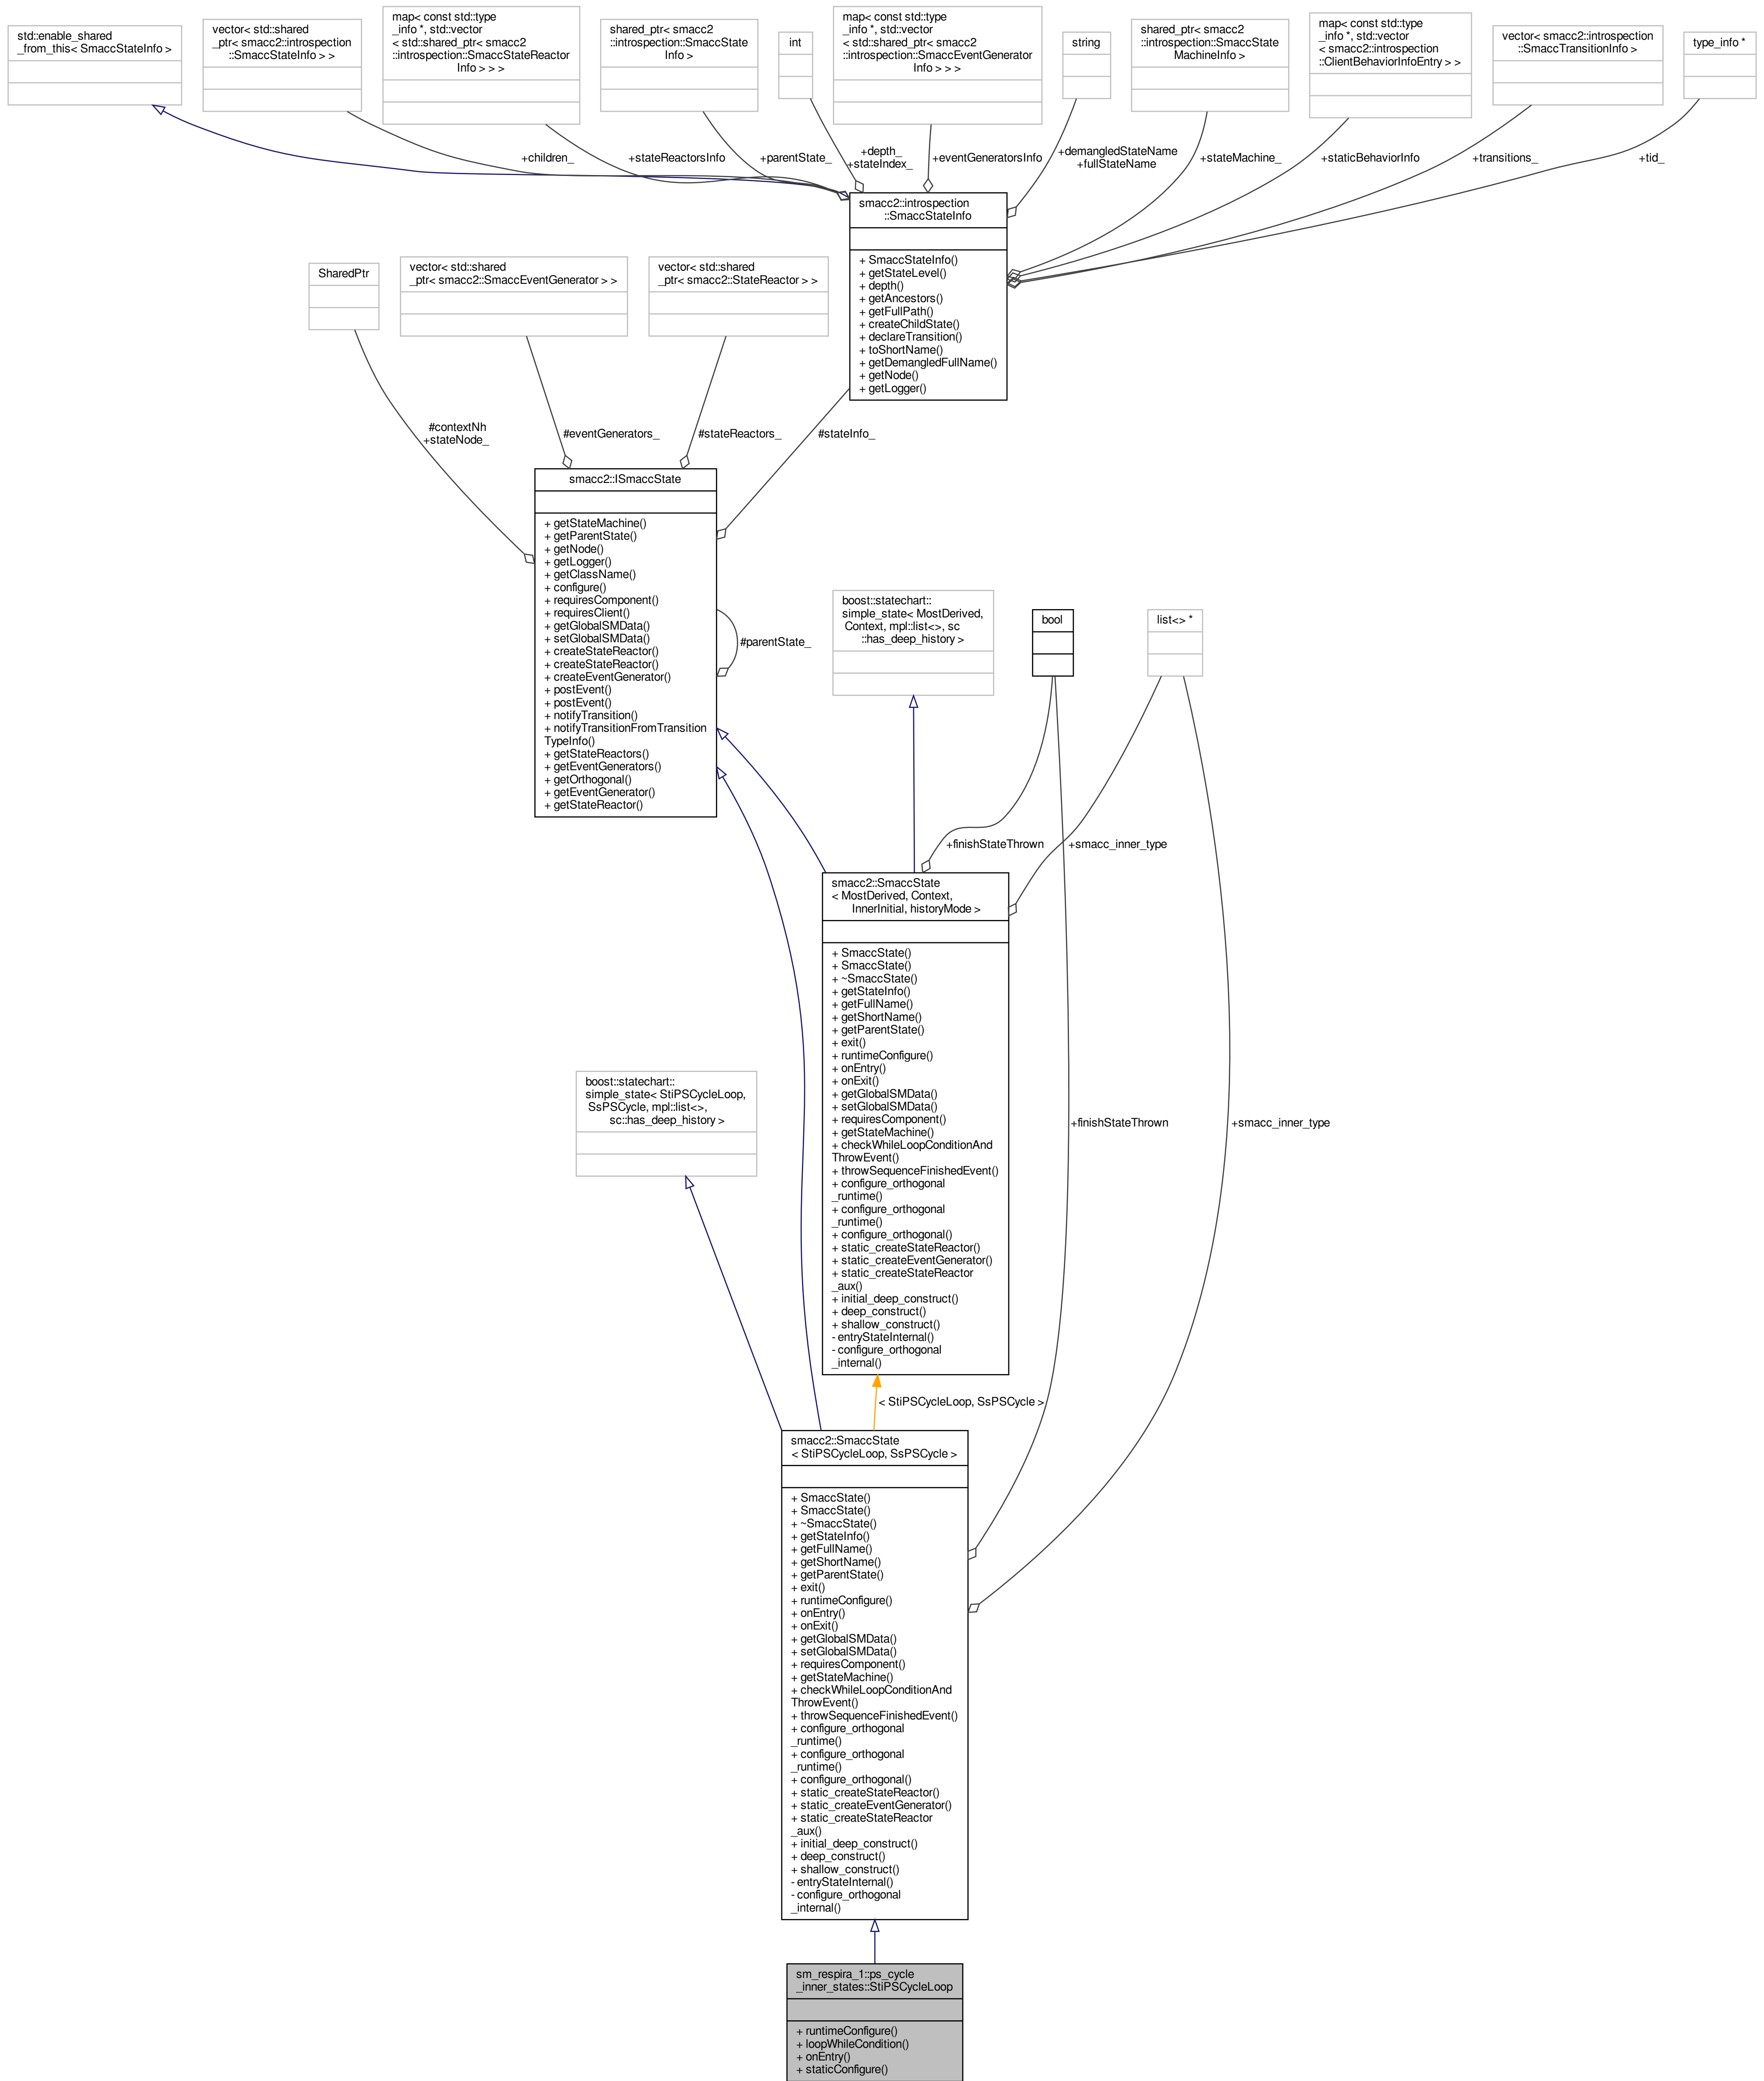 std::enable_shared
_from_this< SmaccStateInfo >
vector< std::shared
_ptr< smacc2::introspection
::SmaccStateInfo > >
map< const std::type
_info *, std::vector
< std::shared_ptr< smacc2
::introspection::SmaccStateReactor
Info > > >
shared_ptr< smacc2
::introspection::SmaccState
Info >
int
map< const std::type
_info *, std::vector
< std::shared_ptr< smacc2
::introspection::SmaccEventGenerator
Info > > >
string
shared_ptr< smacc2
::introspection::SmaccState
MachineInfo >
map< const std::type
_info *, std::vector
< smacc2::introspection
::ClientBehaviorInfoEntry > >
vector< smacc2::introspection
::SmaccTransitionInfo >
type_info *
+children_
+stateReactorsInfo
+parentState_
+depth_
+stateIndex_
+eventGeneratorsInfo
+demangledStateName
+fullStateName
+stateMachine_
+staticBehaviorInfo
+transitions_
+tid_
smacc2::introspection
::SmaccStateInfo
+ SmaccStateInfo()
+ getStateLevel()
+ depth()
+ getAncestors()
+ getFullPath()
+ createChildState()
+ declareTransition()
+ toShortName()
+ getDemangledFullName()
+ getNode()
+ getLogger()
SharedPtr
vector< std::shared
_ptr< smacc2::SmaccEventGenerator > >
vector< std::shared
_ptr< smacc2::StateReactor > >
#contextNh
+stateNode_
#eventGenerators_
#stateReactors_
#stateInfo_
smacc2::ISmaccState
+ getStateMachine()
+ getParentState()
+ getNode()
+ getLogger()
+ getClassName()
+ configure()
+ requiresComponent()
+ requiresClient()
+ getGlobalSMData()
+ setGlobalSMData()
+ createStateReactor()
+ createStateReactor()
+ createEventGenerator()
+ postEvent()
+ postEvent()
+ notifyTransition()
+ notifyTransitionFromTransition
TypeInfo()
+ getStateReactors()
+ getEventGenerators()
+ getOrthogonal()
+ getEventGenerator()
+ getStateReactor()
#parentState_
boost::statechart::
simple_state< MostDerived,
Context, mpl::list<>, sc
::has_deep_history >
bool
list<> *
+finishStateThrown
+smacc_inner_type
smacc2::SmaccState
< MostDerived, Context,
InnerInitial, historyMode >
+ SmaccState()
+ SmaccState()
+ ~SmaccState()
+ getStateInfo()
+ getFullName()
+ getShortName()
+ getParentState()
+ exit()
+ runtimeConfigure()
+ onEntry()
+ onExit()
+ getGlobalSMData()
+ setGlobalSMData()
+ requiresComponent()
+ getStateMachine()
+ checkWhileLoopConditionAnd
ThrowEvent()
+ throwSequenceFinishedEvent()
+ configure_orthogonal
_runtime()
+ configure_orthogonal
_runtime()
+ configure_orthogonal()
+ static_createStateReactor()
+ static_createEventGenerator()
+ static_createStateReactor
_aux()
+ initial_deep_construct()
+ deep_construct()
+ shallow_construct()
- entryStateInternal()
- configure_orthogonal
_internal()
boost::statechart::
simple_state< StiPSCycleLoop,
SsPSCycle, mpl::list<>,
sc::has_deep_history >
+finishStateThrown
+smacc_inner_type
< StiPSCycleLoop, SsPSCycle >
smacc2::SmaccState
< StiPSCycleLoop, SsPSCycle >
+ SmaccState()
+ SmaccState()
+ ~SmaccState()
+ getStateInfo()
+ getFullName()
+ getShortName()
+ getParentState()
+ exit()
+ runtimeConfigure()
+ onEntry()
+ onExit()
+ getGlobalSMData()
+ setGlobalSMData()
+ requiresComponent()
+ getStateMachine()
+ checkWhileLoopConditionAnd
ThrowEvent()
+ throwSequenceFinishedEvent()
+ configure_orthogonal
_runtime()
+ configure_orthogonal
_runtime()
+ configure_orthogonal()
+ static_createStateReactor()
+ static_createEventGenerator()
+ static_createStateReactor
_aux()
+ initial_deep_construct()
+ deep_construct()
+ shallow_construct()
- entryStateInternal()
- configure_orthogonal
_internal()
sm_respira_1::ps_cycle
_inner_states::StiPSCycleLoop
+ runtimeConfigure()
+ loopWhileCondition()
+ onEntry()
+ staticConfigure()